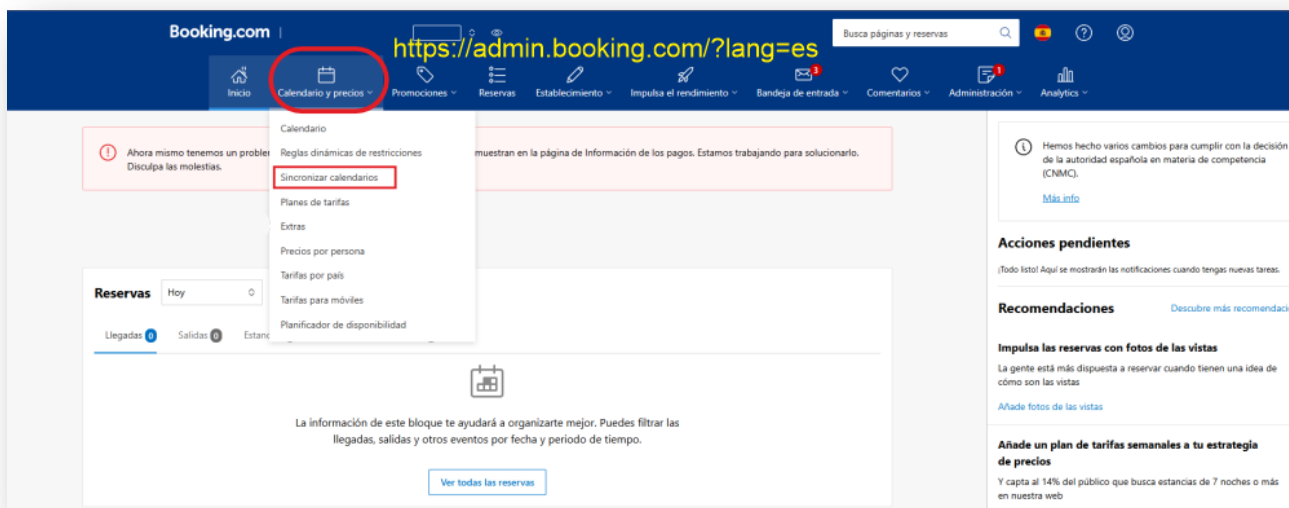 Booking.com
https://admin.booking.com/?lang=es
Busca páginas y reservas
Inicio
Calendario y precios
Promociones
Reservas
Establecimiento
Impulsa el rendimiento
Bandeja de entrada
3
Comentarios
Administración
1
Analytics
Calendario
Reglas dinámicas de restricciones
Sincronizar calendarios
Planes de tarifas
Extras
Precios por persona
Tarifas por país
Tarifas para móviles
Planificador de disponibilidad
Ahora mismo tenemos un
muestran en la página de Información de los pagos. Estamos trabajando para solucionarlo.
Disculpa las molestias.
Reservas
Hoy
Llegadas 0
Salidas 0
La información de este bloque te ayudará a organizarte mejor. Puedes filtrar las
llegadas, salidas y otros eventos por fecha y periodo de tiempo.
Ver todas las reservas
Hemos hecho varios cambios para cumplir con la decisión
de la autoridad española en materia de competencia
(CNMC).
Más info
Acciones pendientes
¡Todo listo! Aquí se mostrarán las notificaciones cuando tengas nuevas tareas.
Recomendaciones
Descubre más recomendaci
Impulsa las reservas con fotos de las vistas
La gente está más dispuesta a reservar cuando tienen una idea de
cómo son las vistas
Añade fotos de las vistas
Añade un plan de tarifas semanales a tu estrategia
de precios
Y capta al 14% del público que busca estancias de 7 noches o más
en nuestra web